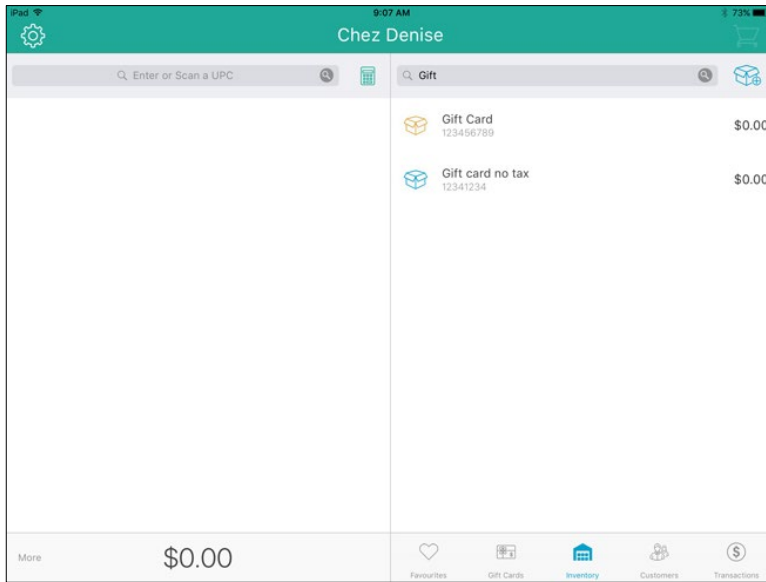 iPad 9:07 AM 73%
Chez Denise
Enter or Scan a UPC
Gift
Gift Card
123456789
$0.00
Gift card no tax
12341234
$0.00
More
$0.00
Favourites
Gift Cards
Inventory
Customers
Transactions